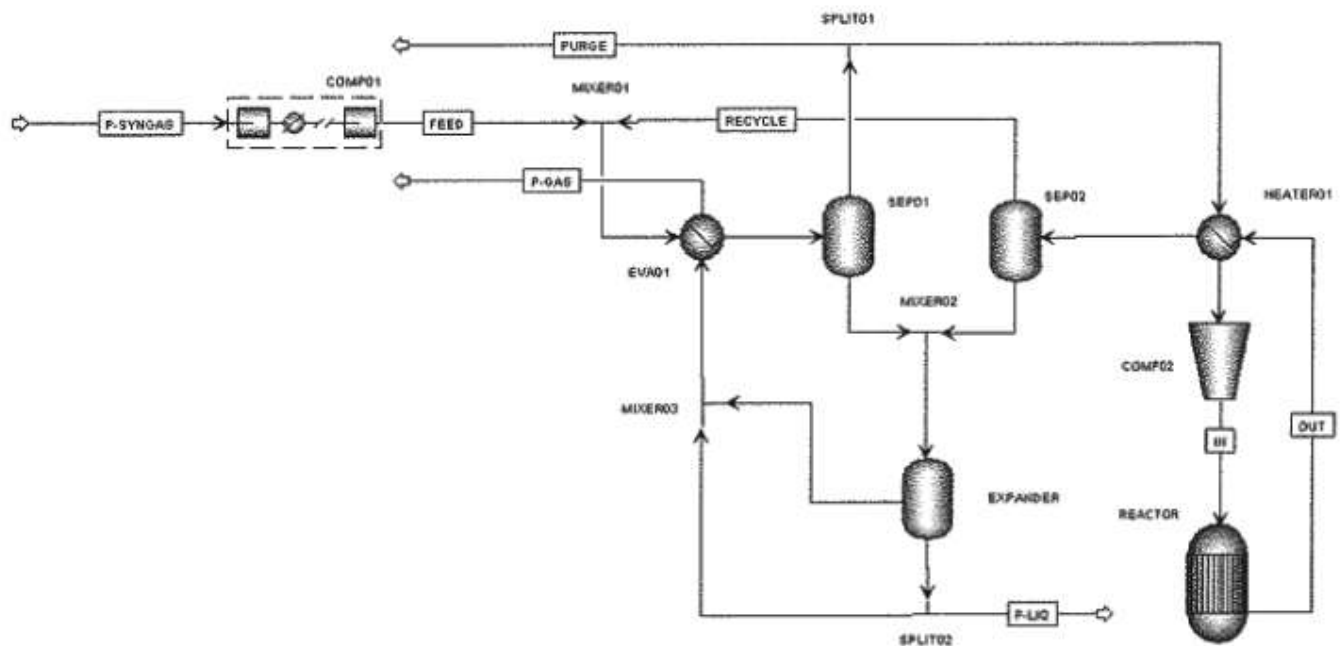 SPLIT01
PURGE
COMP01
MIXER01
P-SYNGAS
FEED
RECYCLE
P-GAS
SEP01
SEP02
HEATER01
EVA01
MIXER02
COMP02
MIXER03
OUT
IN
EXPANDER
REACTOR
P-LIQ
SPLIT02